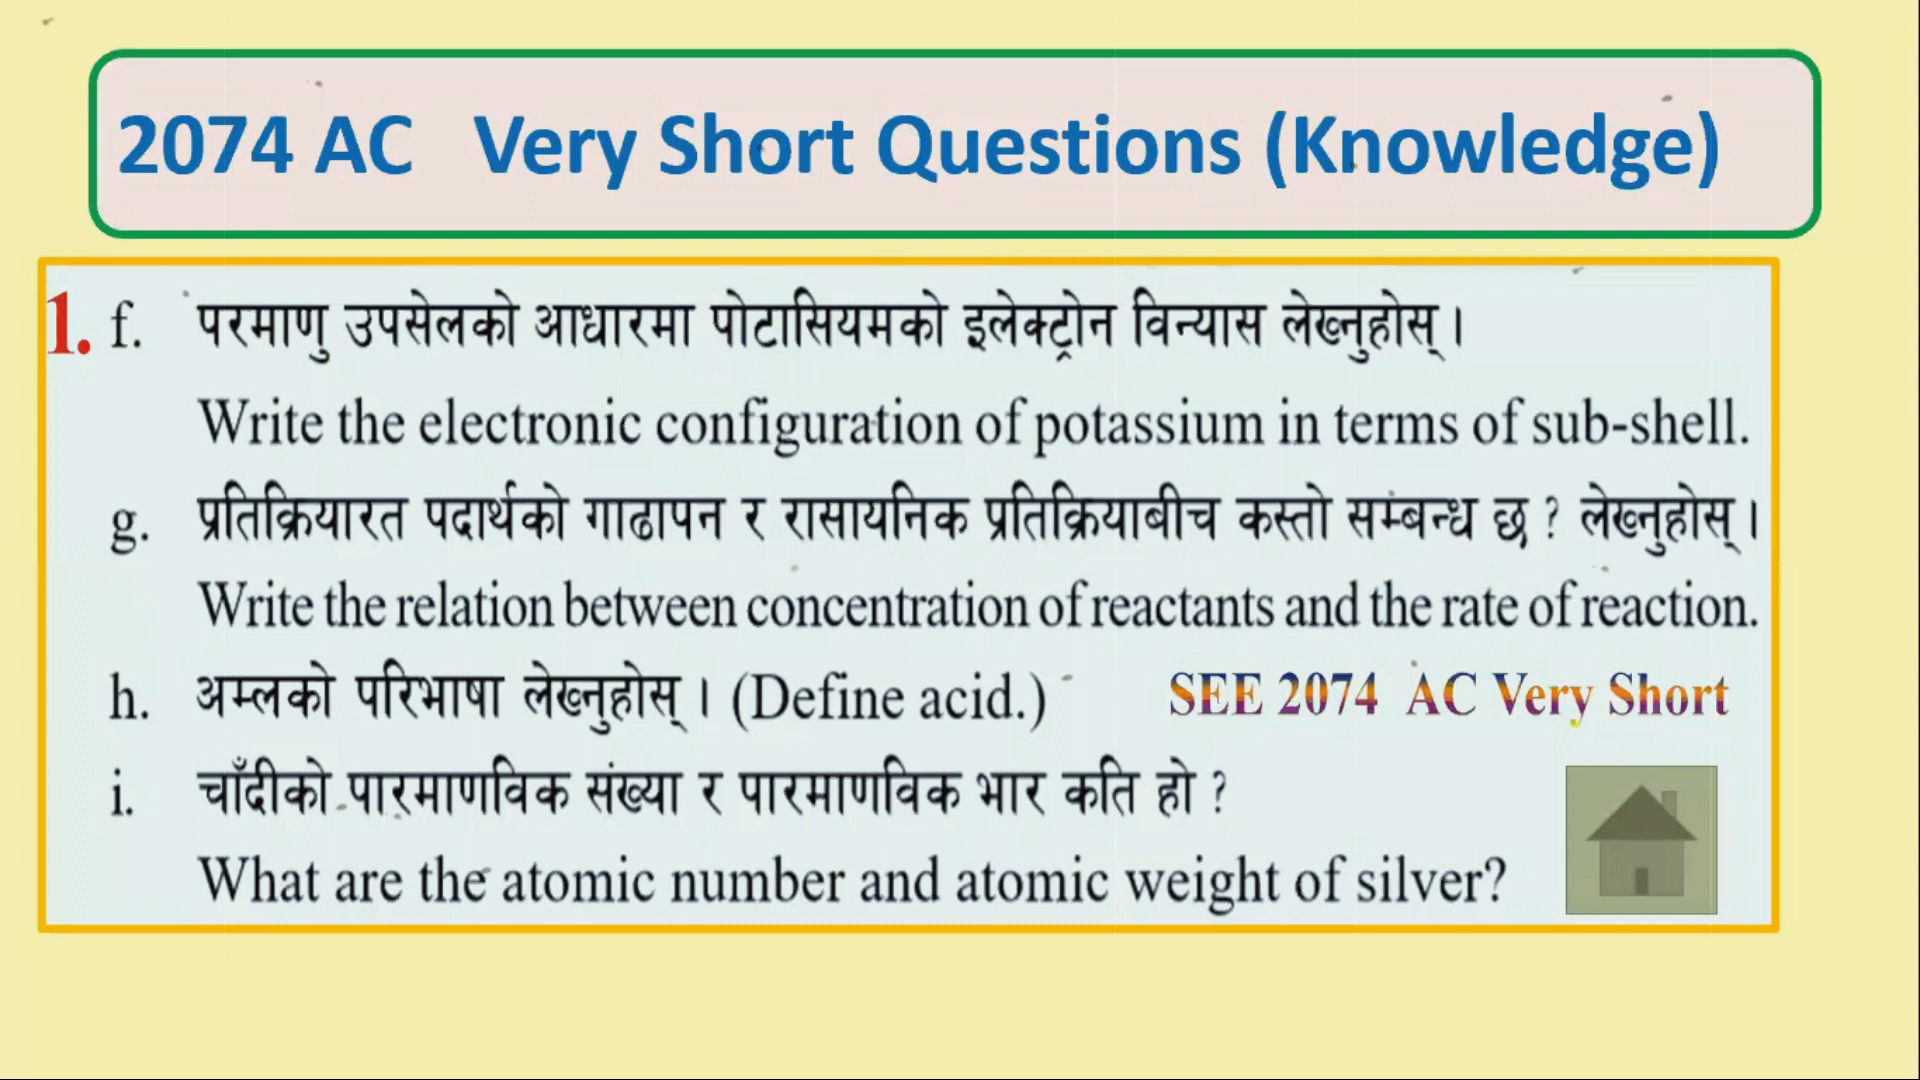 2074 AC Very Short Questions (Knowledge)
1. f. परमाणु उपसेलको आधारमा पोटासियमको इलेक्ट्रोन विन्यास लेख्नुहोस् ।
Write the electronic configuration of potassium in terms of sub-shell.
g. प्रतिक्रियारत पदार्थको गाढापन र रासायनिक प्रतिक्रियाबीच कस्तो सम्बन्ध छ ? लेख्नुहोस् ।
Write the relation between concentration of reactants and the rate of reaction.
h. अम्लको परिभाषा लेख्नुहोस् । (Define acid.) SEE 2074 AC Very Short
i. चाँदीको पारमाणविक संख्या र पारमाणविक भार कति हो ?
What are the atomic number and atomic weight of silver?